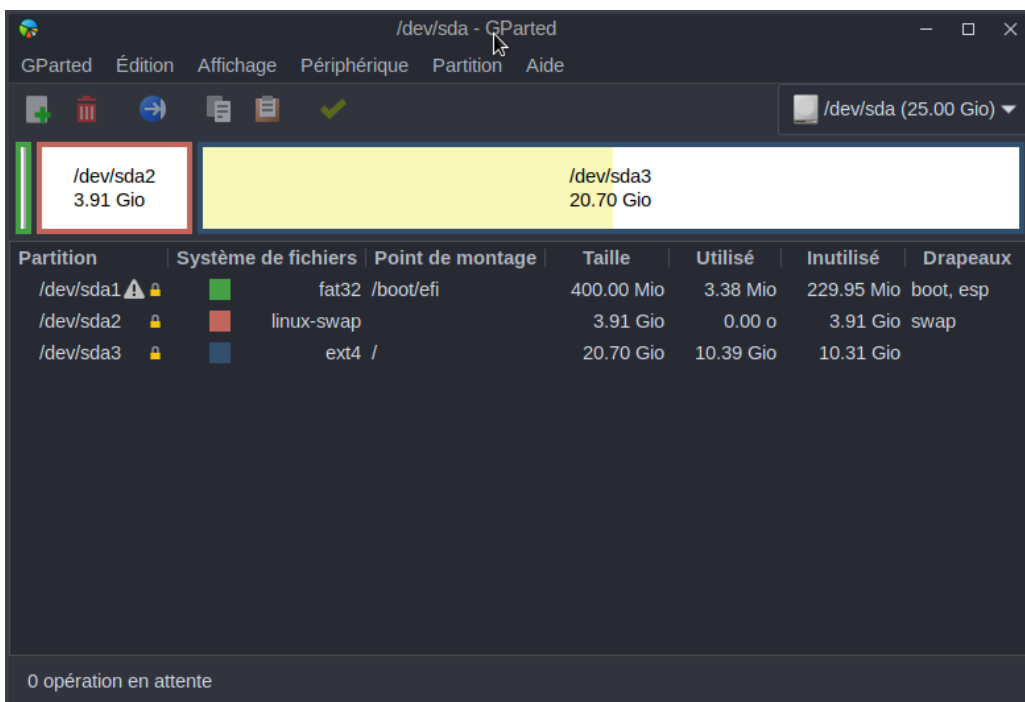 /dev/sda - GParted
GParted Édition Affichage Périphérique Partition Aide
/dev/sda (25.00 Gio)
/dev/sda2
3.91 Gio
/dev/sda3
20.70 Gio
Partition Système de fichiers Point de montage Taille Utilisé Inutilisé Drapeaux
/dev/sda1 fat32 /boot/efi 400.00 Mio 3.38 Mio 229.95 Mio boot, esp
/dev/sda2 linux-swap 3.91 Gio 0.00 o 3.91 Gio swap
/dev/sda3 ext4 / 20.70 Gio 10.39 Gio 10.31 Gio
0 opération en attente